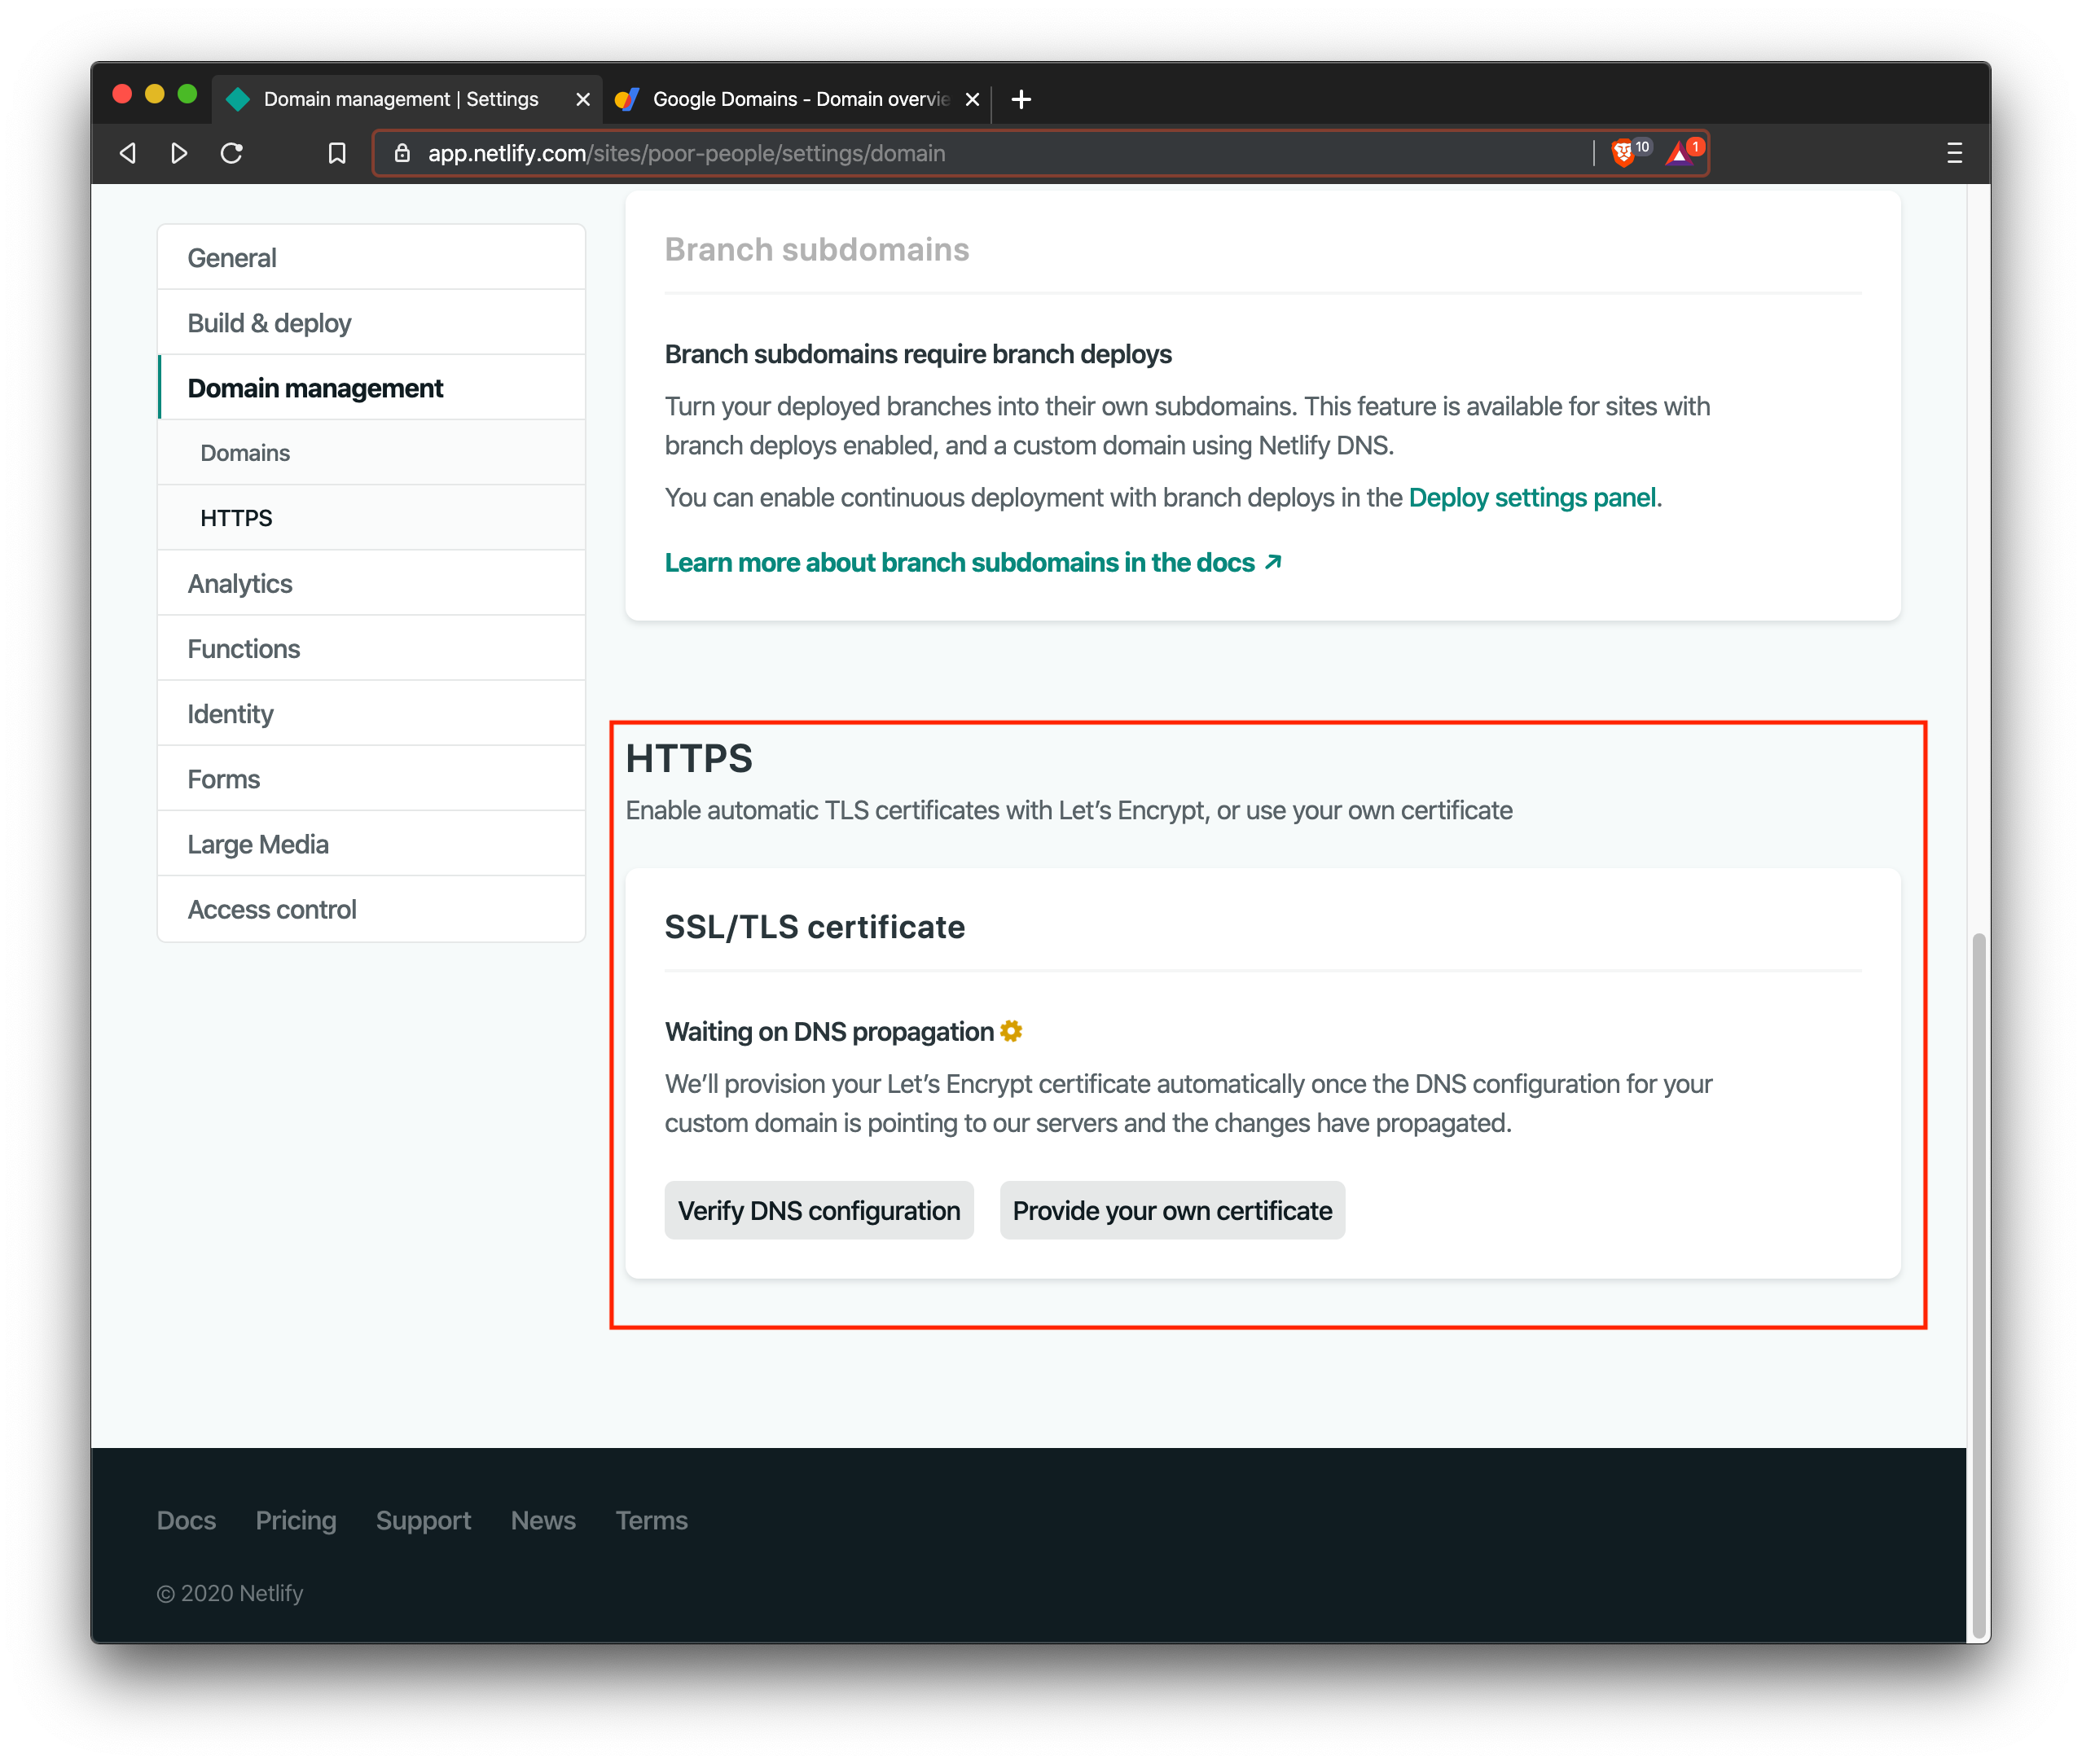 Domain management | Settings
Google Domains - Domain overvie
app.netlify.com/sites/poor-people/settings/domain
10
1
General
Build & deploy
Domain management
Domains
HTTPS
Analytics
Functions
Identity
Forms
Large Media
Access control
Branch subdomains
Branch subdomains require branch deploys
Turn your deployed branches into their own subdomains. This feature is available for sites with
branch deploys enabled, and a custom domain using Netlify DNS.
You can enable continuous deployment with branch deploys in the Deploy settings panel.
Learn more about branch subdomains in the docs ↗
HTTPS
Enable automatic TLS certificates with Let’s Encrypt, or use your own certificate
SSL/TLS certificate
Waiting on DNS propagation
We’ll provision your Let’s Encrypt certificate automatically once the DNS configuration for your
custom domain is pointing to our servers and the changes have propagated.
Verify DNS configuration
Provide your own certificate
Docs Pricing Support News Terms
© 2020 Netlify